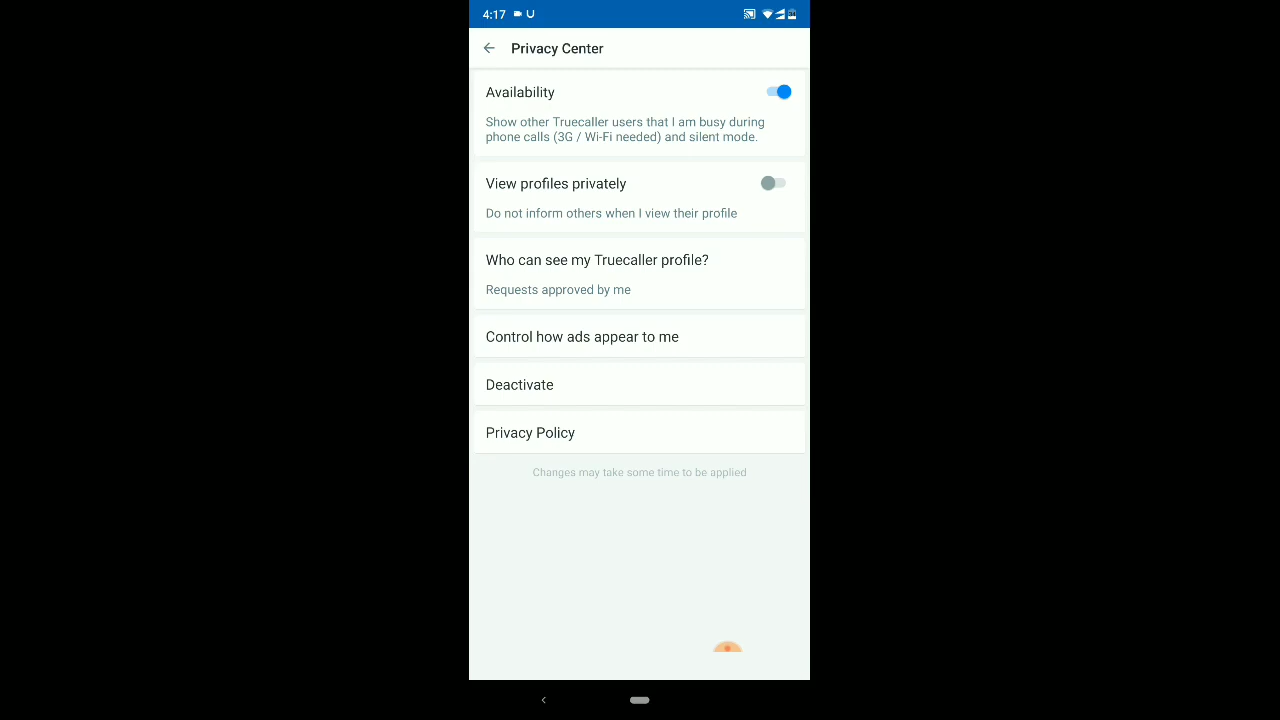 4:17
Privacy Center
Availability
Show other Truecaller users that I am busy during
phone calls (3G / Wi-Fi needed) and silent mode.
View profiles privately
Do not inform others when I view their profile
Who can see my Truecaller profile?
Requests approved by me
Control how ads appear to me
Deactivate
Privacy Policy
Changes may take some time to be applied